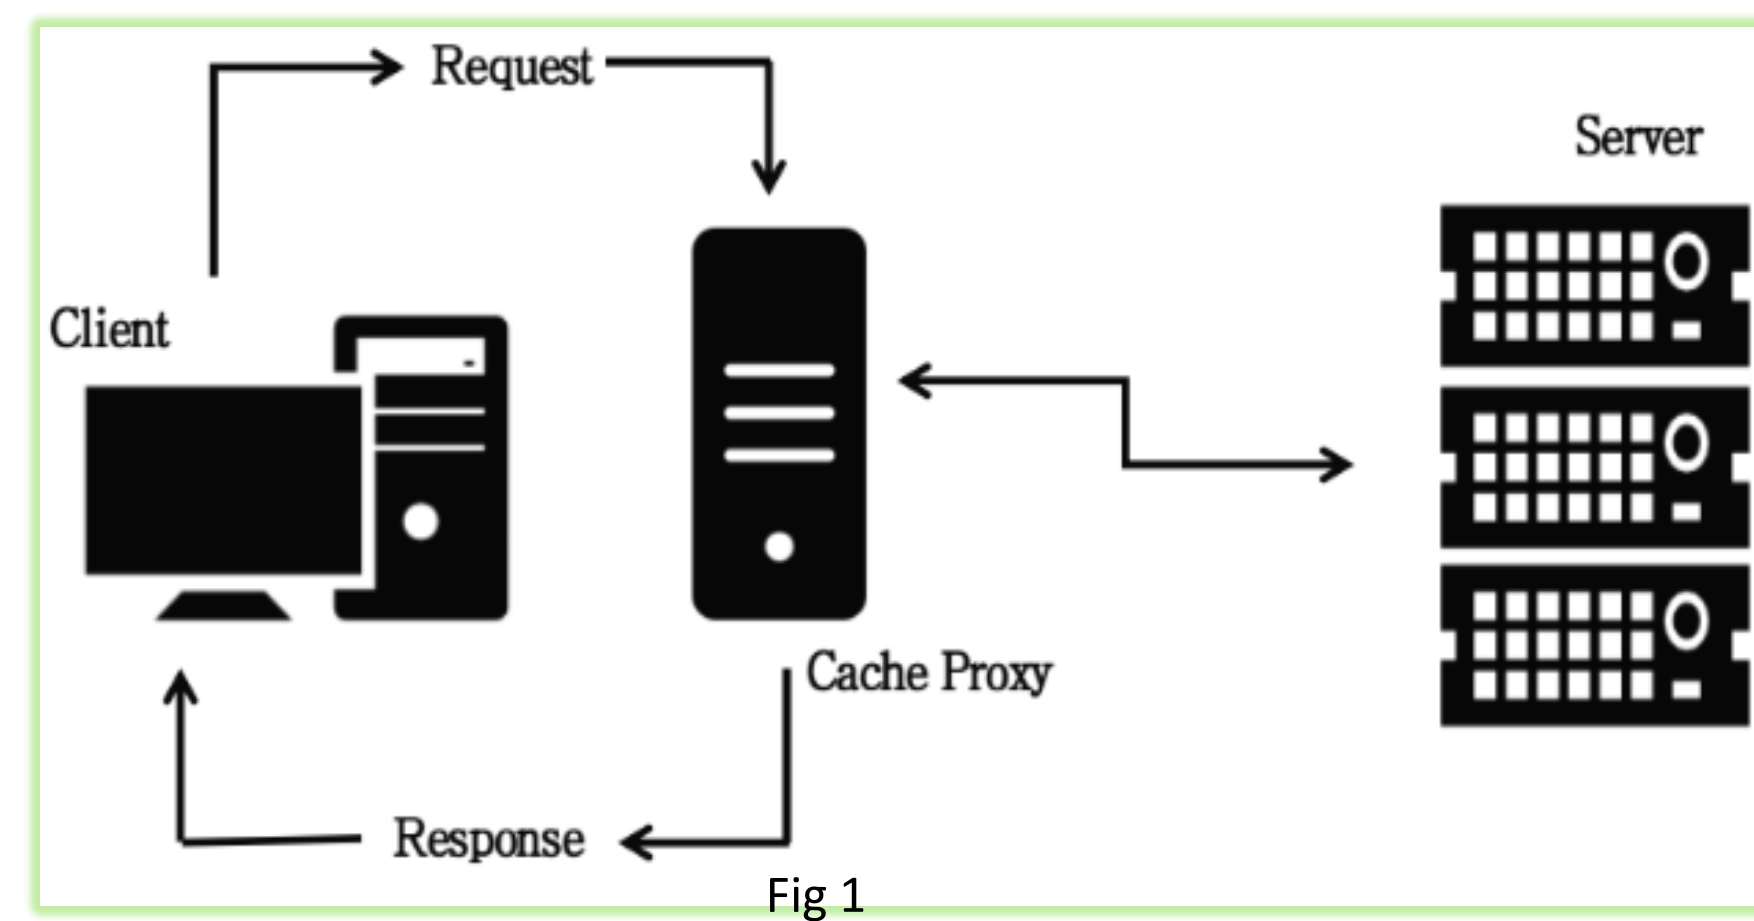 Request
Server
Client
Cache Proxy
Response
Fig 1